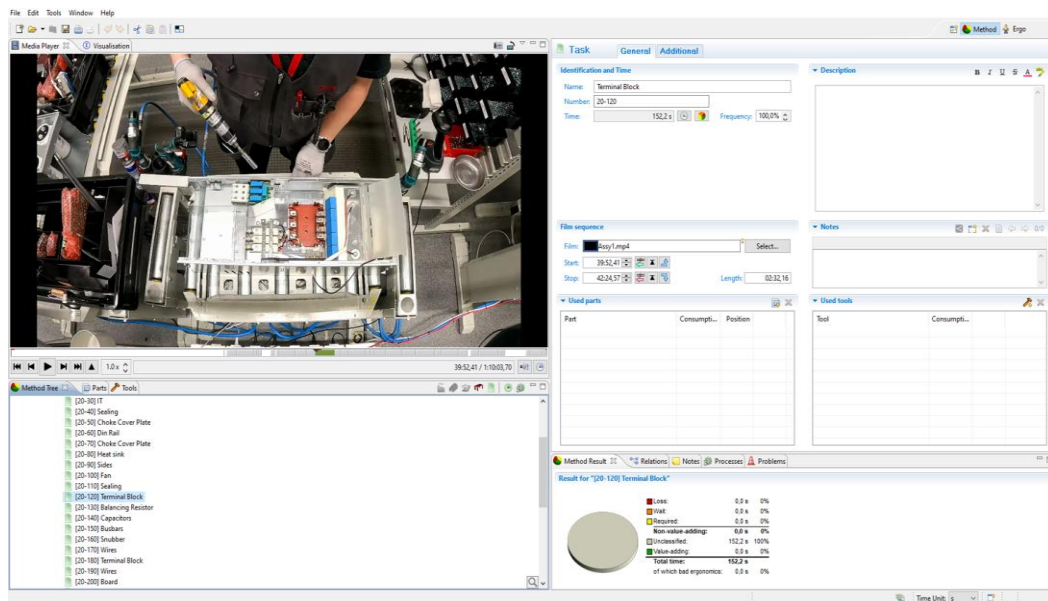 File Edit Tools Window Help
Method Ergo
Media Player Visualisation
Task General Additional
Identification and Time
Name: Terminal Block
Number: 20-120
Time: 152,2 s Frequency: 100,0%
Description
B I U S A
Film sequence
Film: Assy1.mp4 Select...
Start: 39:52,41
Stop: 42:24,57 Length: 02:32,16
Notes
Used parts
Part Consumpti... Position
Used tools
Tool Consumpti...
1.0 x 39:52,41 / 1:10:03,70
Method Tree Parts Tools
[20-30] IT
[20-40] Sealing
[20-50] Choke Cover Plate
[20-60] Din Rail
[20-70] Choke Cover Plate
[20-80] Heat sink
[20-90] Sides
[20-100] Fan
[20-110] Sealing
[20-120] Terminal Block
[20-130] Balancing Resistor
[20-140] Capacitors
[20-150] Busbars
[20-160] Snubber
[20-170] Wires
[20-180] Terminal Block
[20-190] Wires
[20-200] Board
Method Result Relations Notes Processes Problems
Result for "[20-120] Terminal Block"
Loss: 0,0 s 0%
Wait: 0,0 s 0%
Required: 0,0 s 0%
Non-value-adding: 0,0 s 0%
Unclassified: 152,2 s 100%
Value-adding: 0,0 s 0%
Total time: 152,2 s
of which bad ergonomics: 0,0 s 0%
Time Unit: s